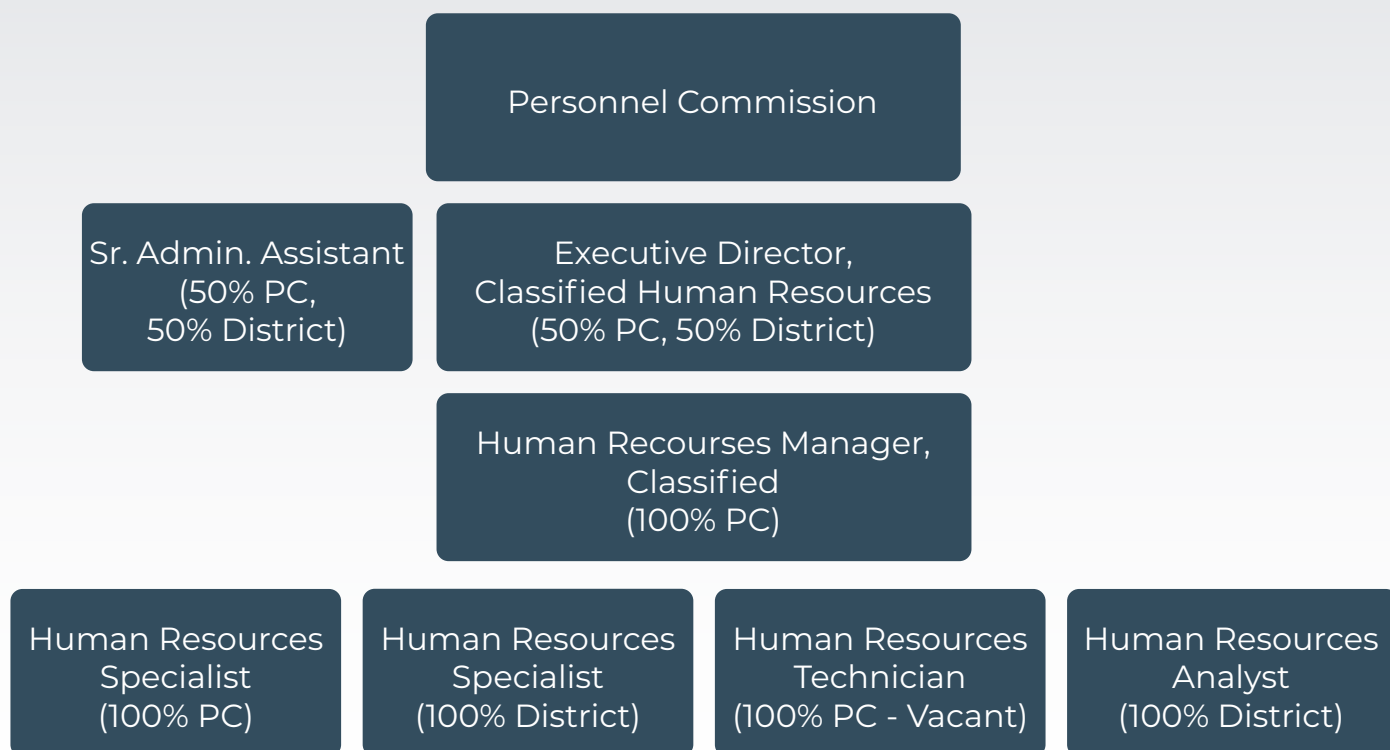 Personnel Commission
Sr. Admin. Assistant
(50% PC,
50% District)
Executive Director,
Classified Human Resources
(50% PC, 50% District)
Human Recourses Manager,
Classified
(100% PC)
Human Resources
Specialist
(100% PC)
Human Resources
Specialist
(100% District)
Human Resources
Technician
(100% PC - Vacant)
Human Resources
Analyst
(100% District)